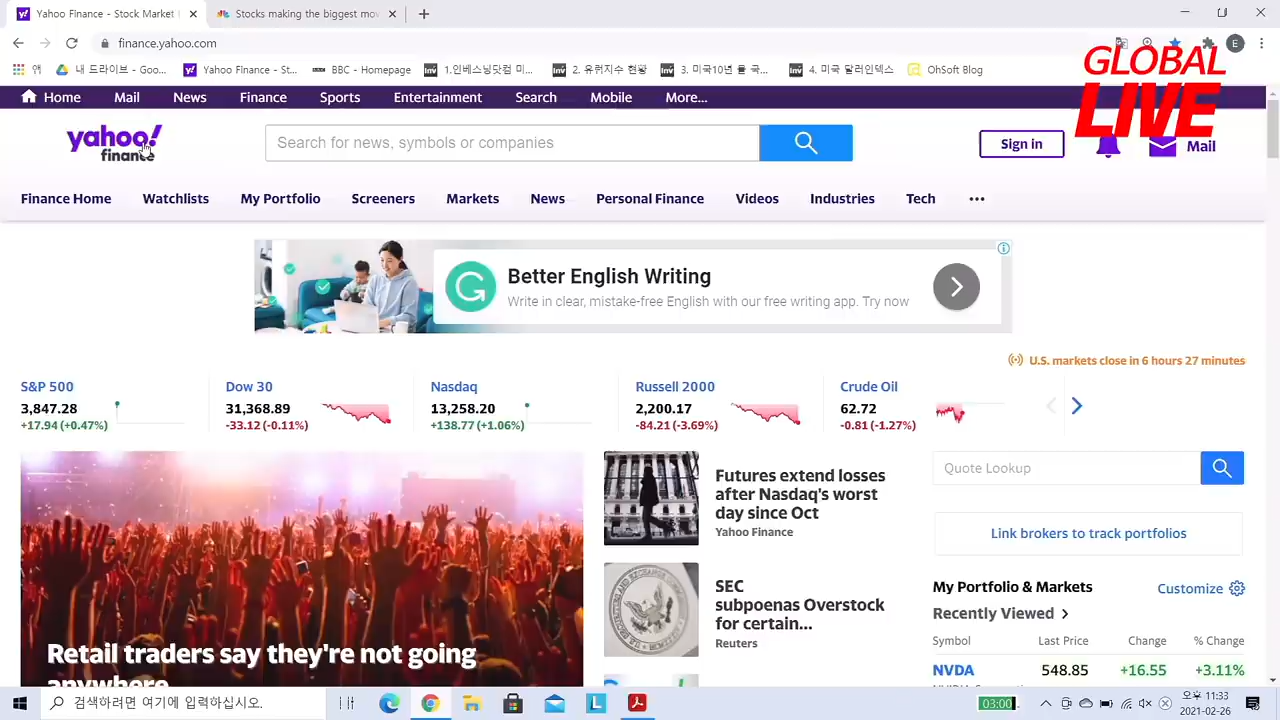 Yahoo Finance - Stock Market
Stocks making the biggest mov
finance.yahoo.com
E
앱
내 드라이브 - Goo...
Yahoo Finance - St...
BBC - Homepage
1.인베스팅닷컴 미...
2. 유뤼지수 현황
3. 미국10년 율 국...
4. 미국 달러인덱스
OhSoft Blog
GLOBAL
LIVE
Home Mail News Finance Sports Entertainment Search Mobile More...
yahoo!
finance
Search for news, symbols or companies
Sign in
Mail
Finance Home Watchlists My Portfolio Screeners Markets News Personal Finance Videos Industries Tech
Better English Writing
Write in clear, mistake-free English with our free writing app. Try now
U.S. markets close in 6 hours 27 minutes
S&P 500 Dow 30 Nasdaq Russell 2000 Crude Oil
3,847.28 31,368.89 13,258.20 2,200.17 62.72
+17.94 (+0.47%) -33.12 (-0.11%) +138.77 (+1.06%) -84.21 (-3.69%) -0.81 (-1.27%)
Retail traders say they're not going
anywhere
Futures extend losses
after Nasdaq's worst
day since Oct
Yahoo Finance
SEC
subpoenas Overstock
for certain...
Reuters
Quote Lookup
Link brokers to track portfolios
My Portfolio & Markets
Customize
Recently Viewed
Symbol Last Price Change % Change
NVDA 548.85 +16.55 +3.11%
검색하려면 여기에 입력하십시오.
03:00
오후 11:33
2021-02-26